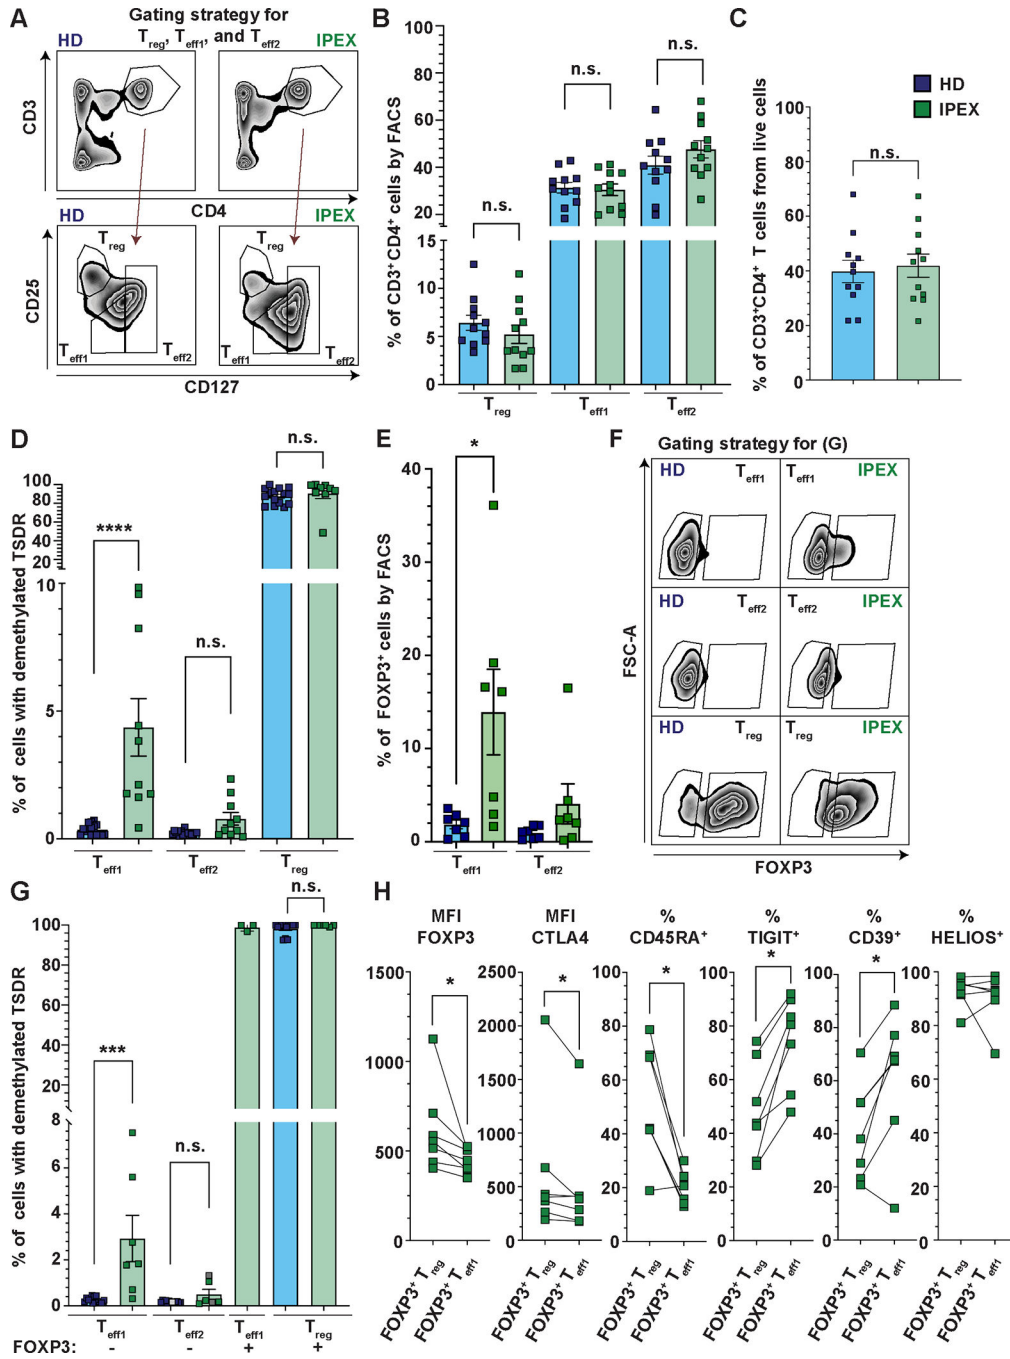 A
Gating strategy for
Treg, Teff1, and Teff2
HD
IPEX
CD3
CD4
HD
IPEX
Treg
Treg
CD25
Teff1
Teff2
Teff1
Teff2
CD127
B
n.s.
n.s.
n.s.
% of CD3+CD4+ cells by FACS
100
80
60
40
20
15
10
5
0
Treg
Teff1
Teff2
C
HD
IPEX
n.s.
% of CD3+CD4+ T cells from live cells
100
80
60
40
20
0
D
n.s.
****
n.s.
% of cells with demethylated TSDR
100
80
60
40
20
10
5
0
Teff1
Teff2
Treg
E
*
% of FOXP3+ cells by FACS
40
30
20
10
0
Teff1
Teff2
F
Gating strategy for (G)
HD
Teff1
Teff1
IPEX
HD
Teff2
Teff2
IPEX
HD
Treg
Treg
IPEX
FSC-A
FOXP3
G
n.s.
***
n.s.
% of cells with demethylated TSDR
100
80
60
40
20
8
6
4
2
0
Teff1
Teff2
Teff1
Treg
FOXP3:
-
-
+
+
H
MFI
FOXP3
*
1500
1000
500
0
FOXP3+ Treg
FOXP3+ Teff1
MFI
CTLA4
*
2500
2000
1500
1000
500
0
FOXP3+ Treg
FOXP3+ Teff1
%
CD45RA+
*
100
80
60
40
20
0
FOXP3+ Treg
FOXP3+ Teff1
%
TIGIT+
*
100
80
60
40
20
0
FOXP3+ Treg
FOXP3+ Teff1
%
CD39+
*
100
80
60
40
20
0
FOXP3+ Treg
FOXP3+ Teff1
%
HELIOS+
100
80
60
40
20
0
FOXP3+ Treg
FOXP3+ Teff1